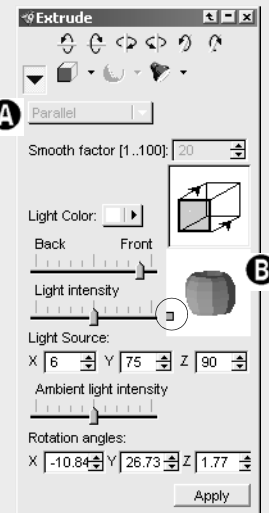 Extrude
A
Parallel
Smooth factor [1..100]: 20
Light Color:
Back Front
Light intensity
B
Light Source:
X 6 Y 75 Z 90
Ambient light intensity
Rotation angles:
X -10.84 Y 26.73 Z 1.77
Apply